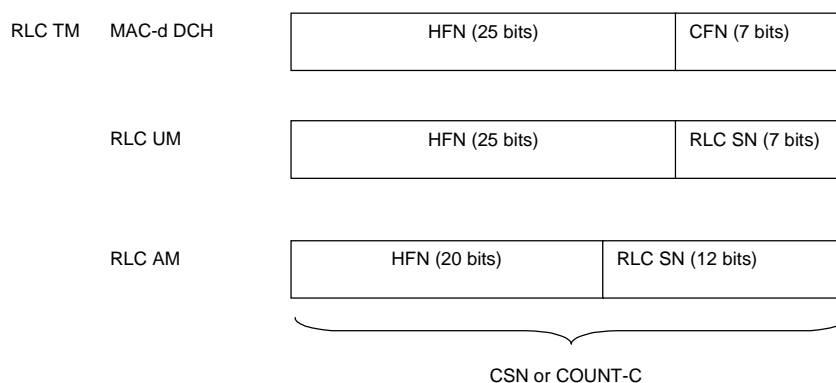 RLC TM MAC-d DCH HFN (25 bits) CFN (7 bits)
RLC UM HFN (25 bits) RLC SN (7 bits)
RLC AM HFN (20 bits) RLC SN (12 bits)
CSN or COUNT-C